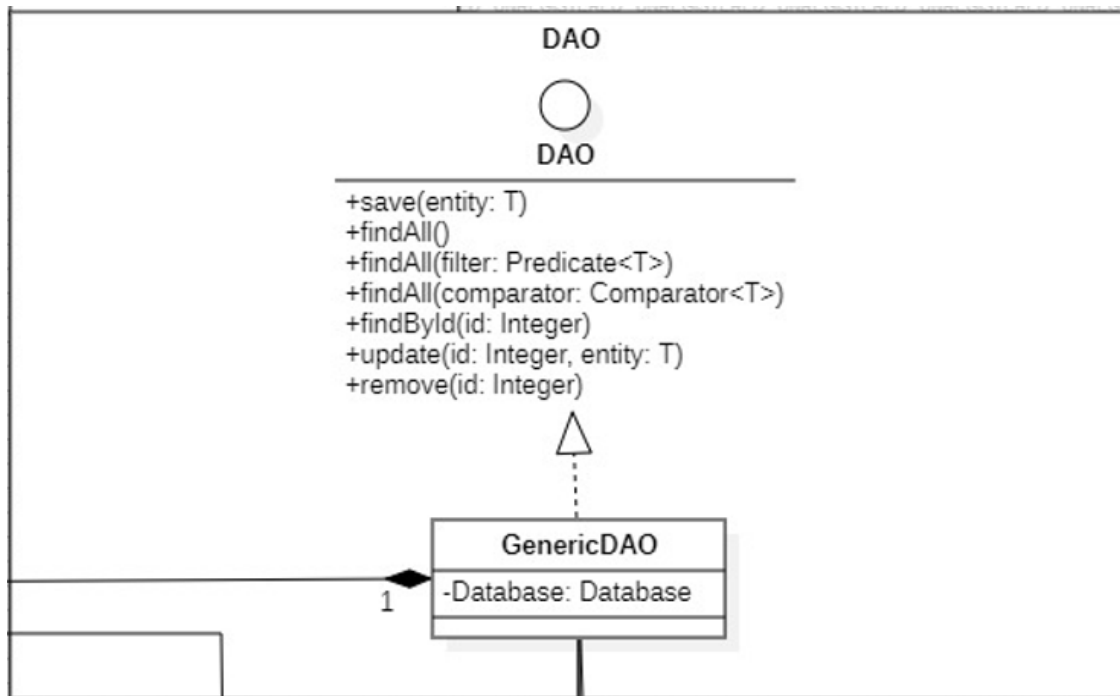 DAO
DAO
+save(entity: T)
+findAll()
+findAll(filter: Predicate<T>)
+findAll(comparator: Comparator<T>)
+findById(id: Integer)
+update(id: Integer, entity: T)
+remove(id: Integer)
GenericDAO
-Database: Database
1